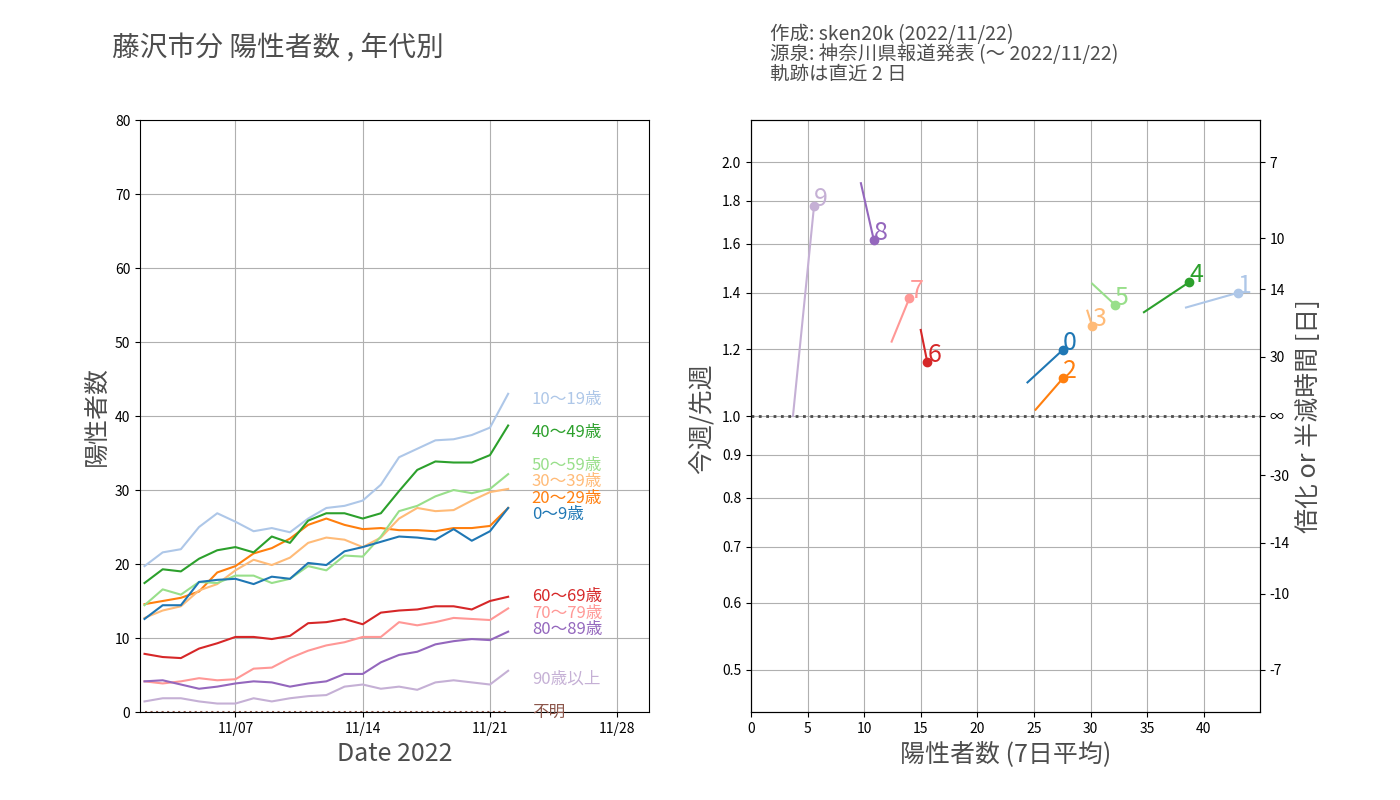 藤沢市分 陽性者数 , 年代別
作成: sken20k (2022/11/22)
源泉: 神奈川県報道発表 (〜 2022/11/22)
軌跡は直近 2 日
陽性者数
80
70
60
50
40
30
20
10
0
11/07
11/14
11/21
11/28
Date 2022
10〜19歳
40〜49歳
50〜59歳
30〜39歳
20〜29歳
0〜9歳
60〜69歳
70〜79歳
80〜89歳
90歳以上
不明
今週/先週
2.0
1.8
1.6
1.4
1.2
1.0
0.9
0.8
0.7
0.6
0.5
9
8
7
6
0
2
3
5
4
1
7
10
14
30
∞
-30
-14
-10
-7
倍化 or 半減時間 [日]
0
5
10
15
20
25
30
35
40
陽性者数 (7日平均)